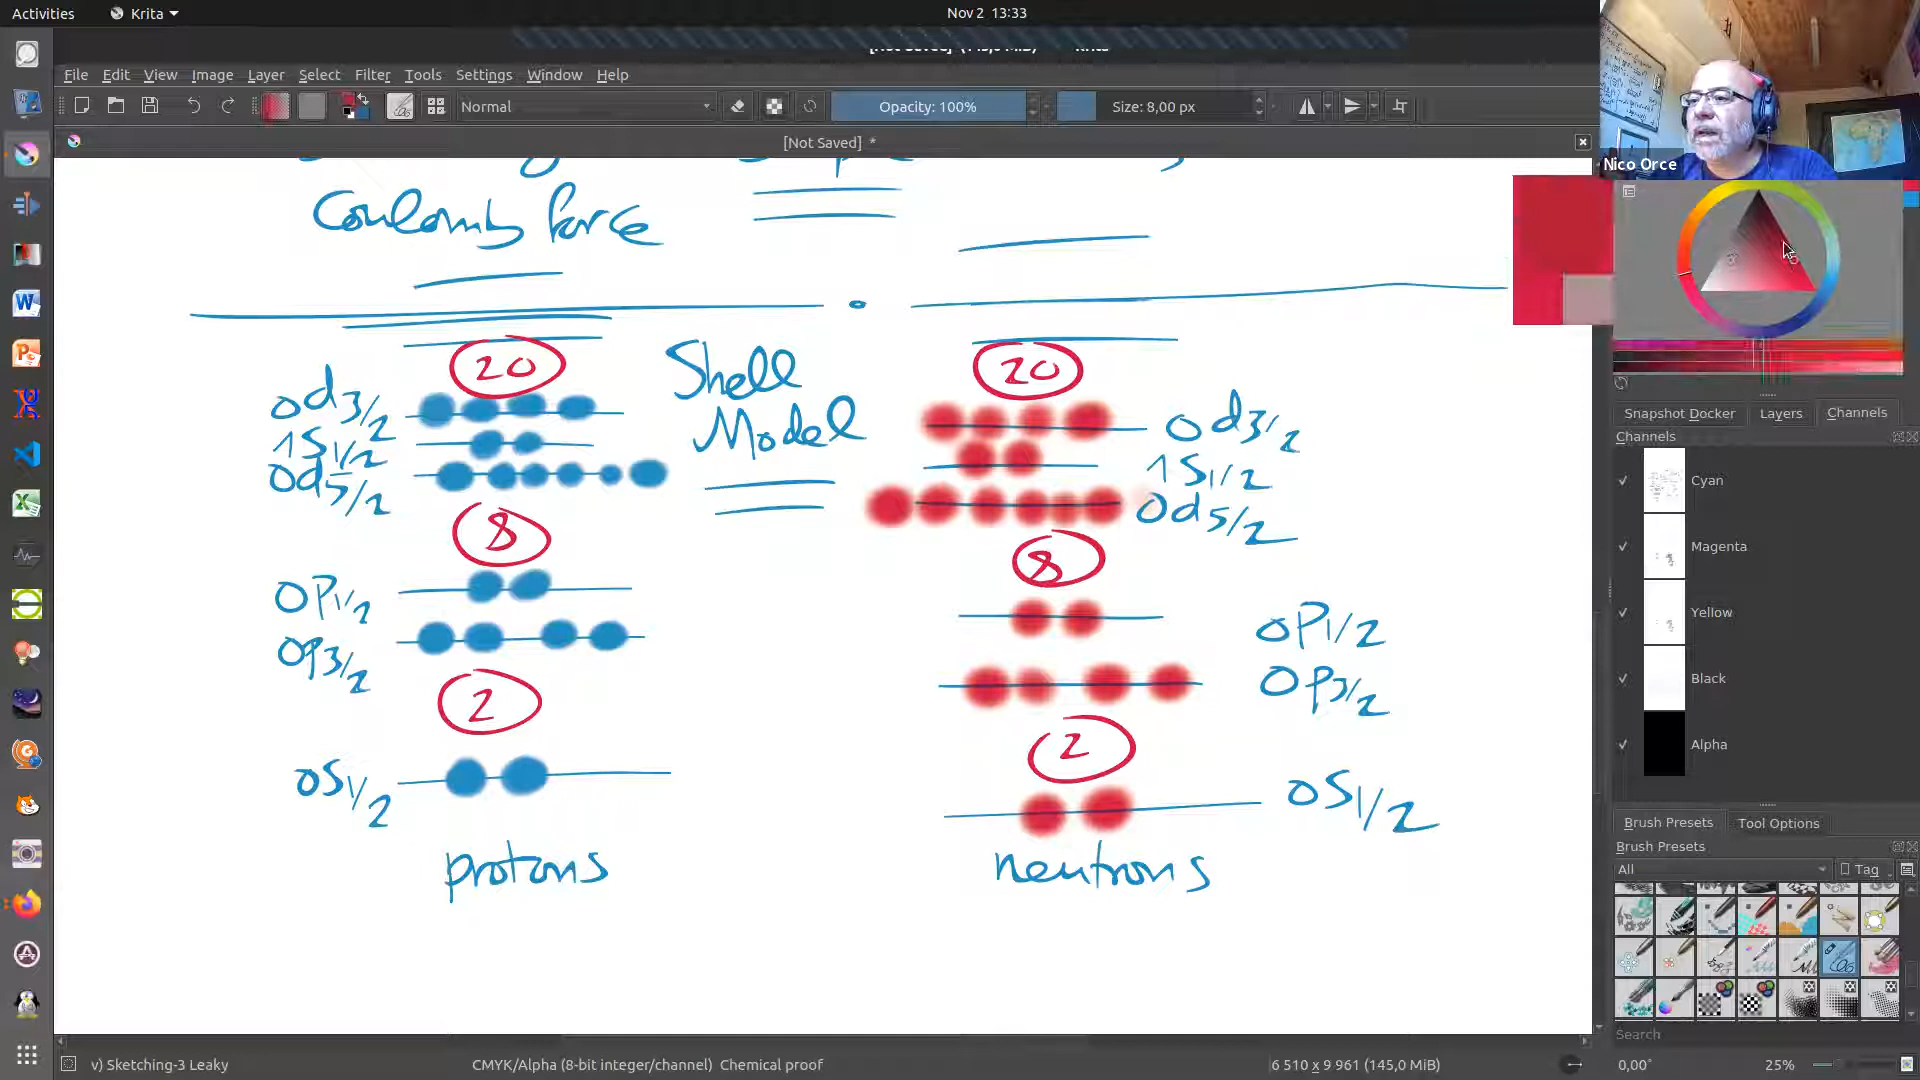 Activities
Krita
Nov 2 13:33
File Edit View Image Layer Select Filter Tools Settings Window Help
Normal
Opacity: 100%
Size: 8,00 px
[Not Saved] *
Nico Orce
Coulomb force
Shell
Model
20
0d3/2
1S1/2
0d5/2
8
0P1/2
0P3/2
2
0S1/2
protons
20
0d3/2
1S1/2
0d5/2
8
0P1/2
0P3/2
2
0S1/2
neutrons
Snapshot Docker Layers Channels
Channels
Cyan
Magenta
Yellow
Black
Alpha
Brush Presets Tool Options
Brush Presets
All
Tag
Search
v) Sketching-3 Leaky
CMYK/Alpha (8-bit integer/channel) Chemical proof
6 510 x 9 961 (145,0 MiB)
0,00°
25%